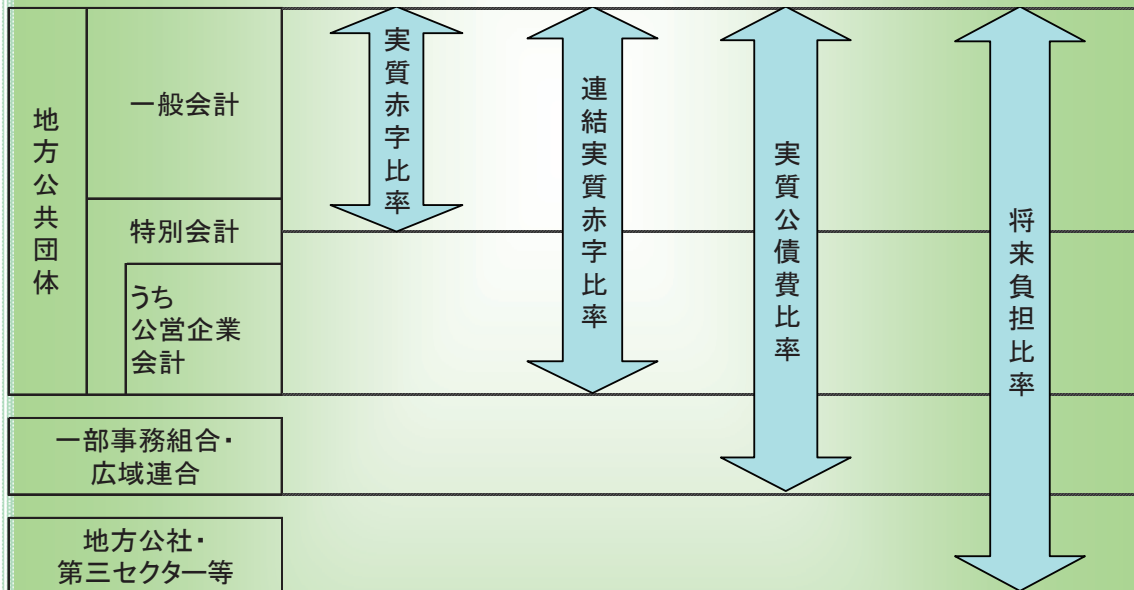 地方公共団体
一般会計
特別会計
うち
公営企業
会計
一部事務組合・
広域連合
地方公社・
第三セクター等
実質赤字比率
連結実質赤字比率
実質公債費比率
将来負担比率